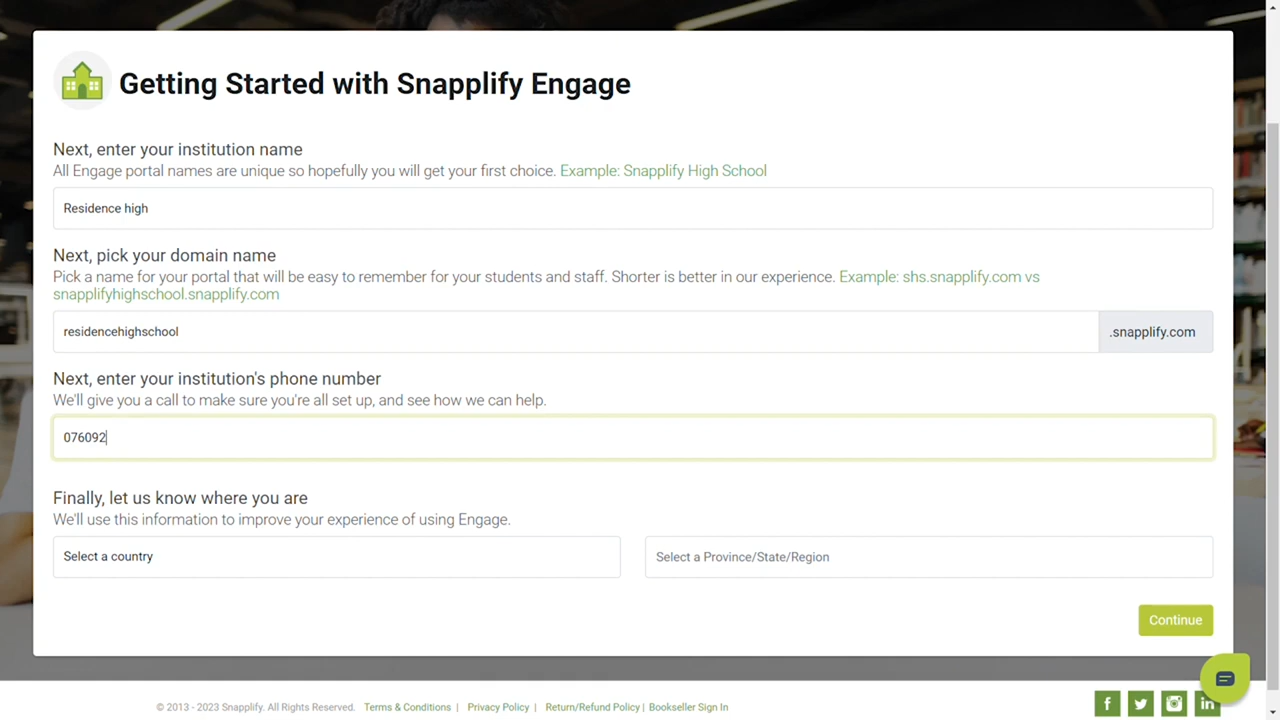 Getting Started with Snapplify Engage
Next, enter your institution name
All Engage portal names are unique so hopefully you will get your first choice. Example: Snapplify High School
Residence high
Next, pick your domain name
Pick a name for your portal that will be easy to remember for your students and staff. Shorter is better in our experience. Example: shs.snapplify.com vs
snapplifyhighschool.snapplify.com
residencehighschool
.snapplify.com
Next, enter your institution's phone number
We'll give you a call to make sure you're all set up, and see how we can help.
076092
Finally, let us know where you are
We'll use this information to improve your experience of using Engage.
Select a country
Select a Province/State/Region
Continue
© 2013 - 2023 Snapplify. All Rights Reserved. Terms & Conditions | Privacy Policy | Return/Refund Policy | Bookseller Sign In